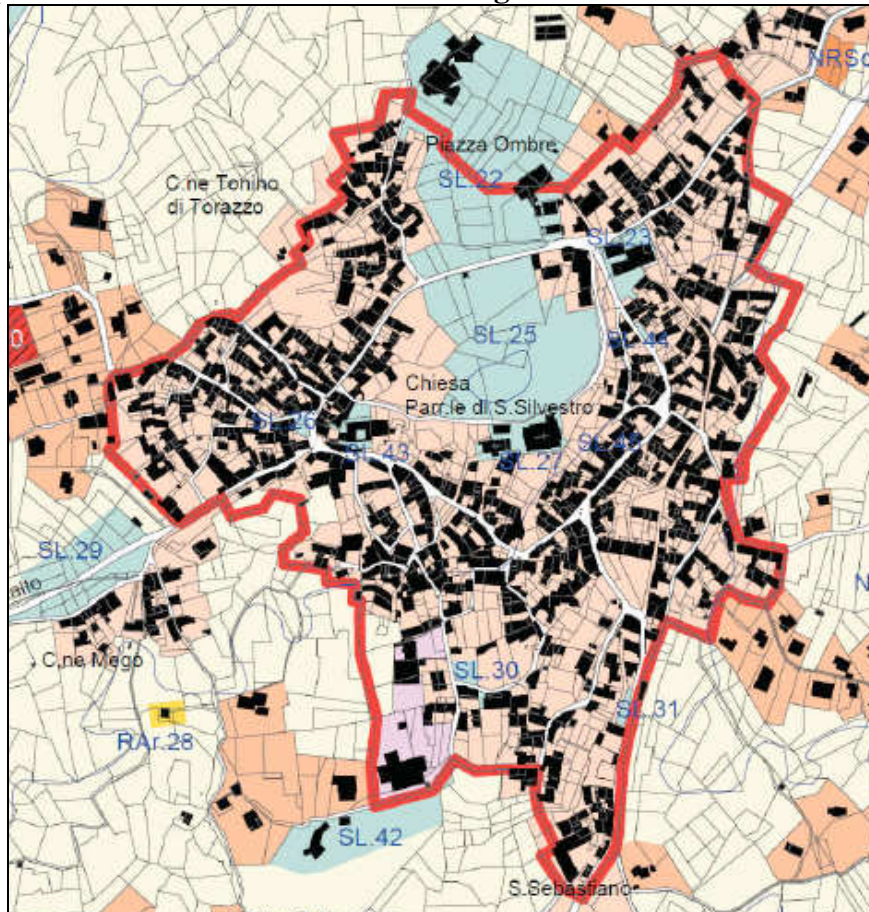 NRSc
Piazza Ombre
SL.22
C.ne Tonino
di Torazzo
SL.23
SL.25
SL.44
0
Chiesa
Parr.le di S.Silvestro
SL.26
SL.43
SL.27
SL.45
SL.29
C.ne Mego
SL.30
SL.31
RAr.28
SL.42
S.Sebastiano